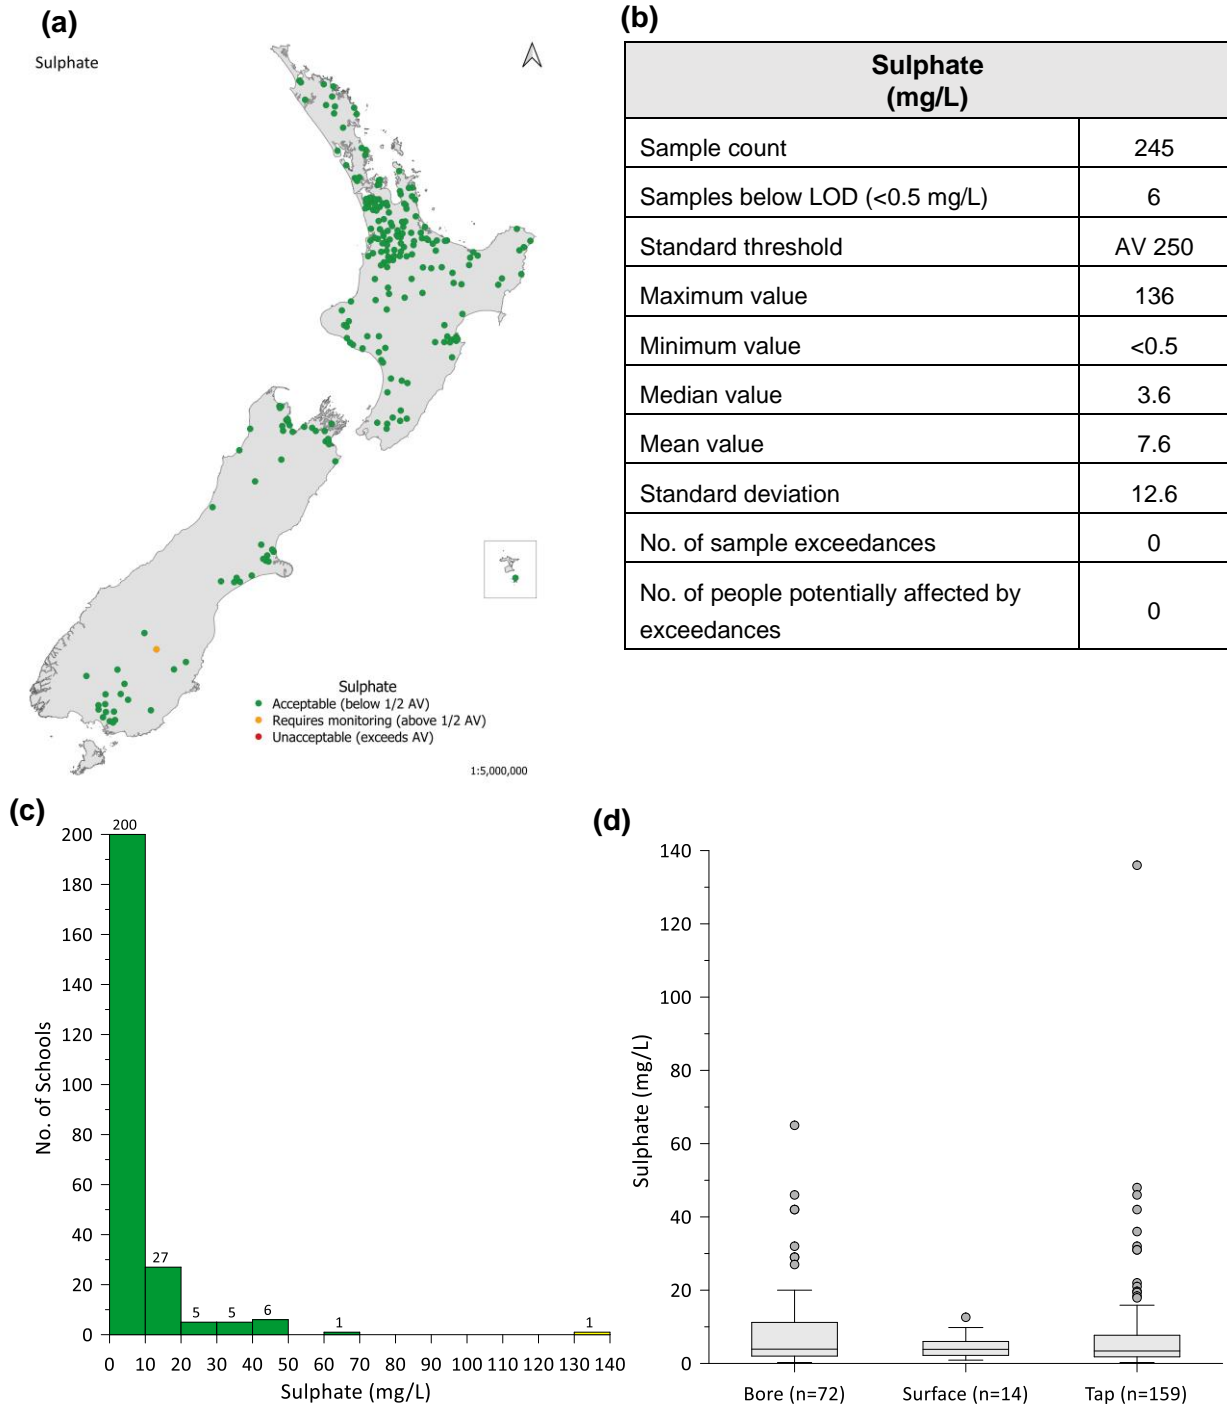 (a)
Sulphate
Sulphate
Acceptable (below 1/2 AV)
Requires monitoring (above 1/2 AV)
Unacceptable (exceeds AV)
1:5,000,000
(b)
Sulphate
(mg/L)
Sample count 245
Samples below LOD (<0.5 mg/L) 6
Standard threshold AV 250
Maximum value 136
Minimum value <0.5
Median value 3.6
Mean value 7.6
Standard deviation 12.6
No. of sample exceedances 0
No. of people potentially affected by
exceedances 0
(c)
No. of Schools
200
180
160
140
120
100
80
60
40
20
0
200
27
5
5
6
1
1
0 10 20 30 40 50 60 70 80 90 100 110 120 130 140
Sulphate (mg/L)
(d)
Sulphate (mg/L)
140
120
100
80
60
40
20
0
Bore (n=72) Surface (n=14) Tap (n=159)